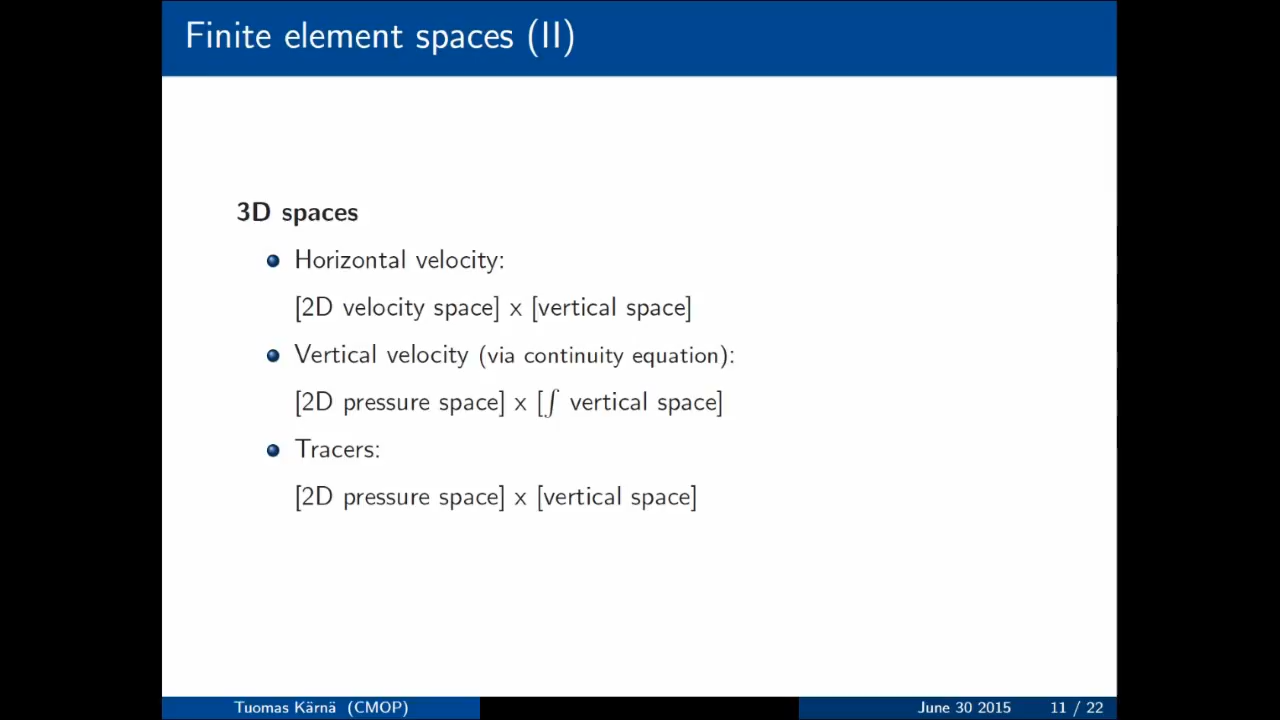 Finite element spaces (II)
3D spaces
Horizontal velocity:
[2D velocity space] x [vertical space]
Vertical velocity (via continuity equation):
[2D pressure space] x [∫ vertical space]
Tracers:
[2D pressure space] x [vertical space]
Tuomas Kärnä (CMOP) June 30 2015 11 / 22